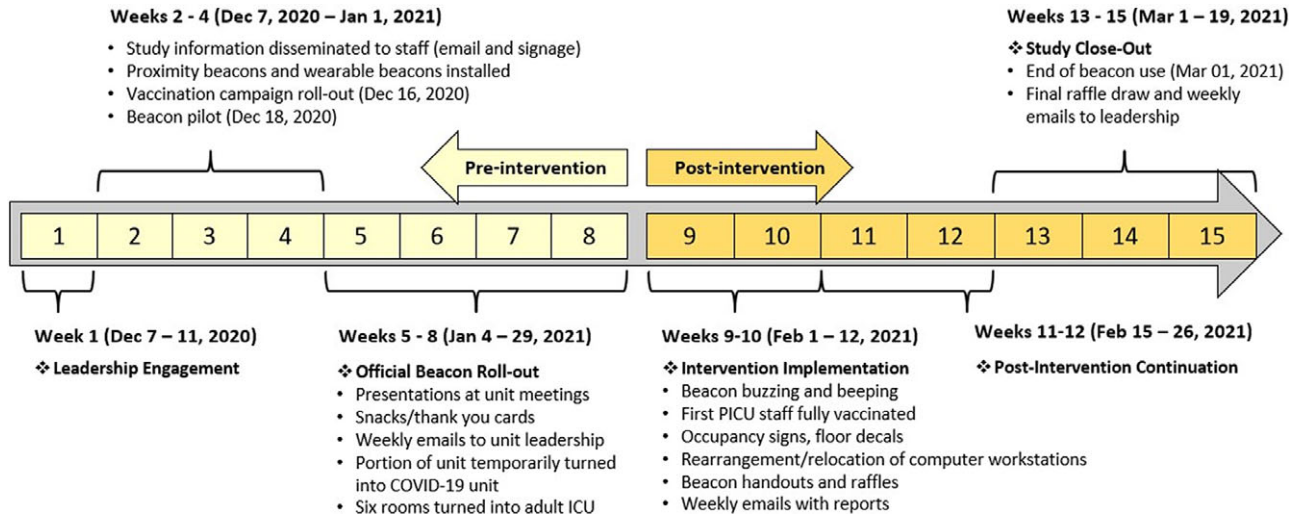 Weeks 2 - 4 (Dec 7, 2020 – Jan 1, 2021)
• Study information disseminated to staff (email and signage)
• Proximity beacons and wearable beacons installed
• Vaccination campaign roll-out (Dec 16, 2020)
• Beacon pilot (Dec 18, 2020)
Weeks 13 - 15 (Mar 1 – 19, 2021)
❖ Study Close-Out
• End of beacon use (Mar 01, 2021)
• Final raffle draw and weekly
emails to leadership
Pre-intervention
Post-intervention
1 2 3 4 5 6 7 8 9 10 11 12 13 14 15
Week 1 (Dec 7 – 11, 2020)
❖ Leadership Engagement
Weeks 5 - 8 (Jan 4 – 29, 2021)
❖ Official Beacon Roll-out
• Presentations at unit meetings
• Snacks/thank you cards
• Weekly emails to unit leadership
• Portion of unit temporarily turned
into COVID-19 unit
• Six rooms turned into adult ICU
Weeks 9-10 (Feb 1 – 12, 2021)
❖ Intervention Implementation
• Beacon buzzing and beeping
• First PICU staff fully vaccinated
• Occupancy signs, floor decals
• Rearrangement/relocation of computer workstations
• Beacon handouts and raffles
• Weekly emails with reports
Weeks 11-12 (Feb 15 – 26, 2021)
❖ Post-Intervention Continuation